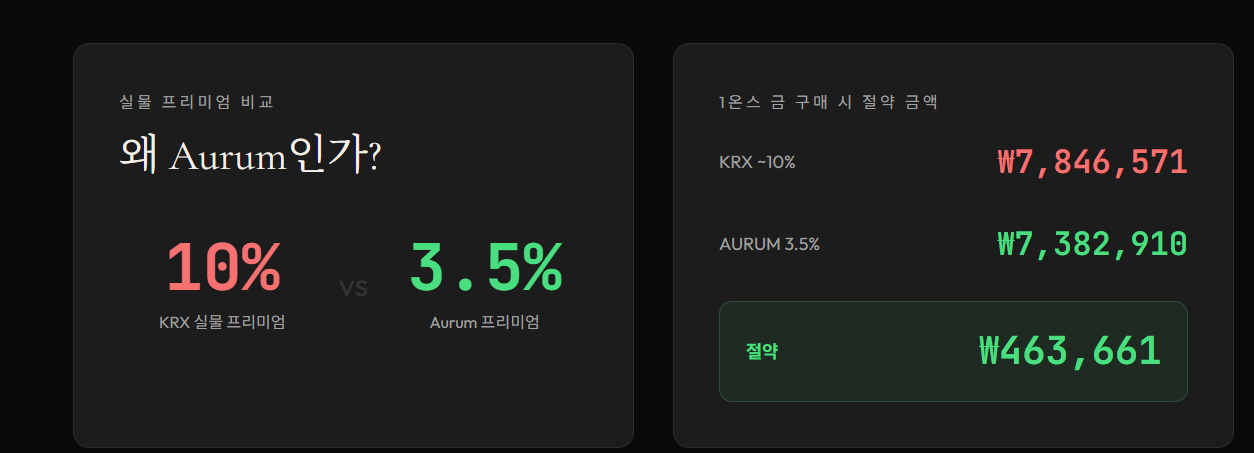 실물 프리미엄 비교
왜 Aurum인가?
10%
KRX 실물 프리미엄
vs
3.5%
Aurum 프리미엄
1온스 금 구매 시 절약 금액
KRX ~10%
₩7,846,571
AURUM 3.5%
₩7,382,910
절약
₩463,661